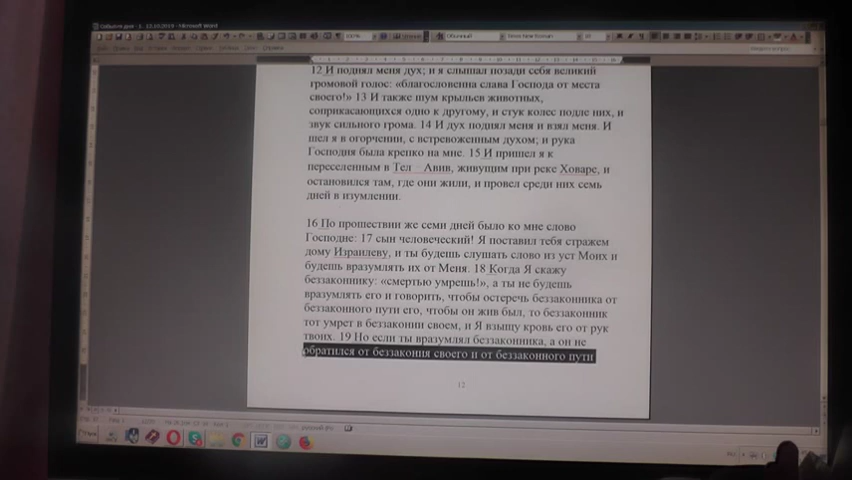 12 И поднял меня дух; и я слышал позади себя великий
громовой голос: «благословенна слава Господа от места
своего!» 13 И также шум крыльев животных,
соприкасающихся одно к другому, и стук колес подле них, и
звук сильного грома. 14 И дух поднял меня и взял меня. И
шел я в огорчении, с встревоженным духом; и рука
Господня была крепко на мне. 15 И пришел я к
переселенным в Тел Авив, живущим при реке Ховаре, и
остановился там, где они жили, и провел среди них семь
дней в изумлении.
16 По прошествии же семи дней было ко мне слово
Господне: 17 сын человеческий! Я поставил тебя стражем
дому Израилеву, и ты будешь слушать слово из уст Моих и
будешь вразумлять их от Меня. 18 Когда Я скажу
беззаконнику: «смертью умрешь!», а ты не будешь
вразумлять его и говорить, чтобы остеречь беззаконника от
беззаконного пути его, чтобы он жив был, то беззаконник
тот умрет в беззаконии своем, и Я взыщу кровь его от рук
твоих. 19 Но если ты вразумлял беззаконника, а он не
обратился от беззакония своего и от беззаконного пути
12